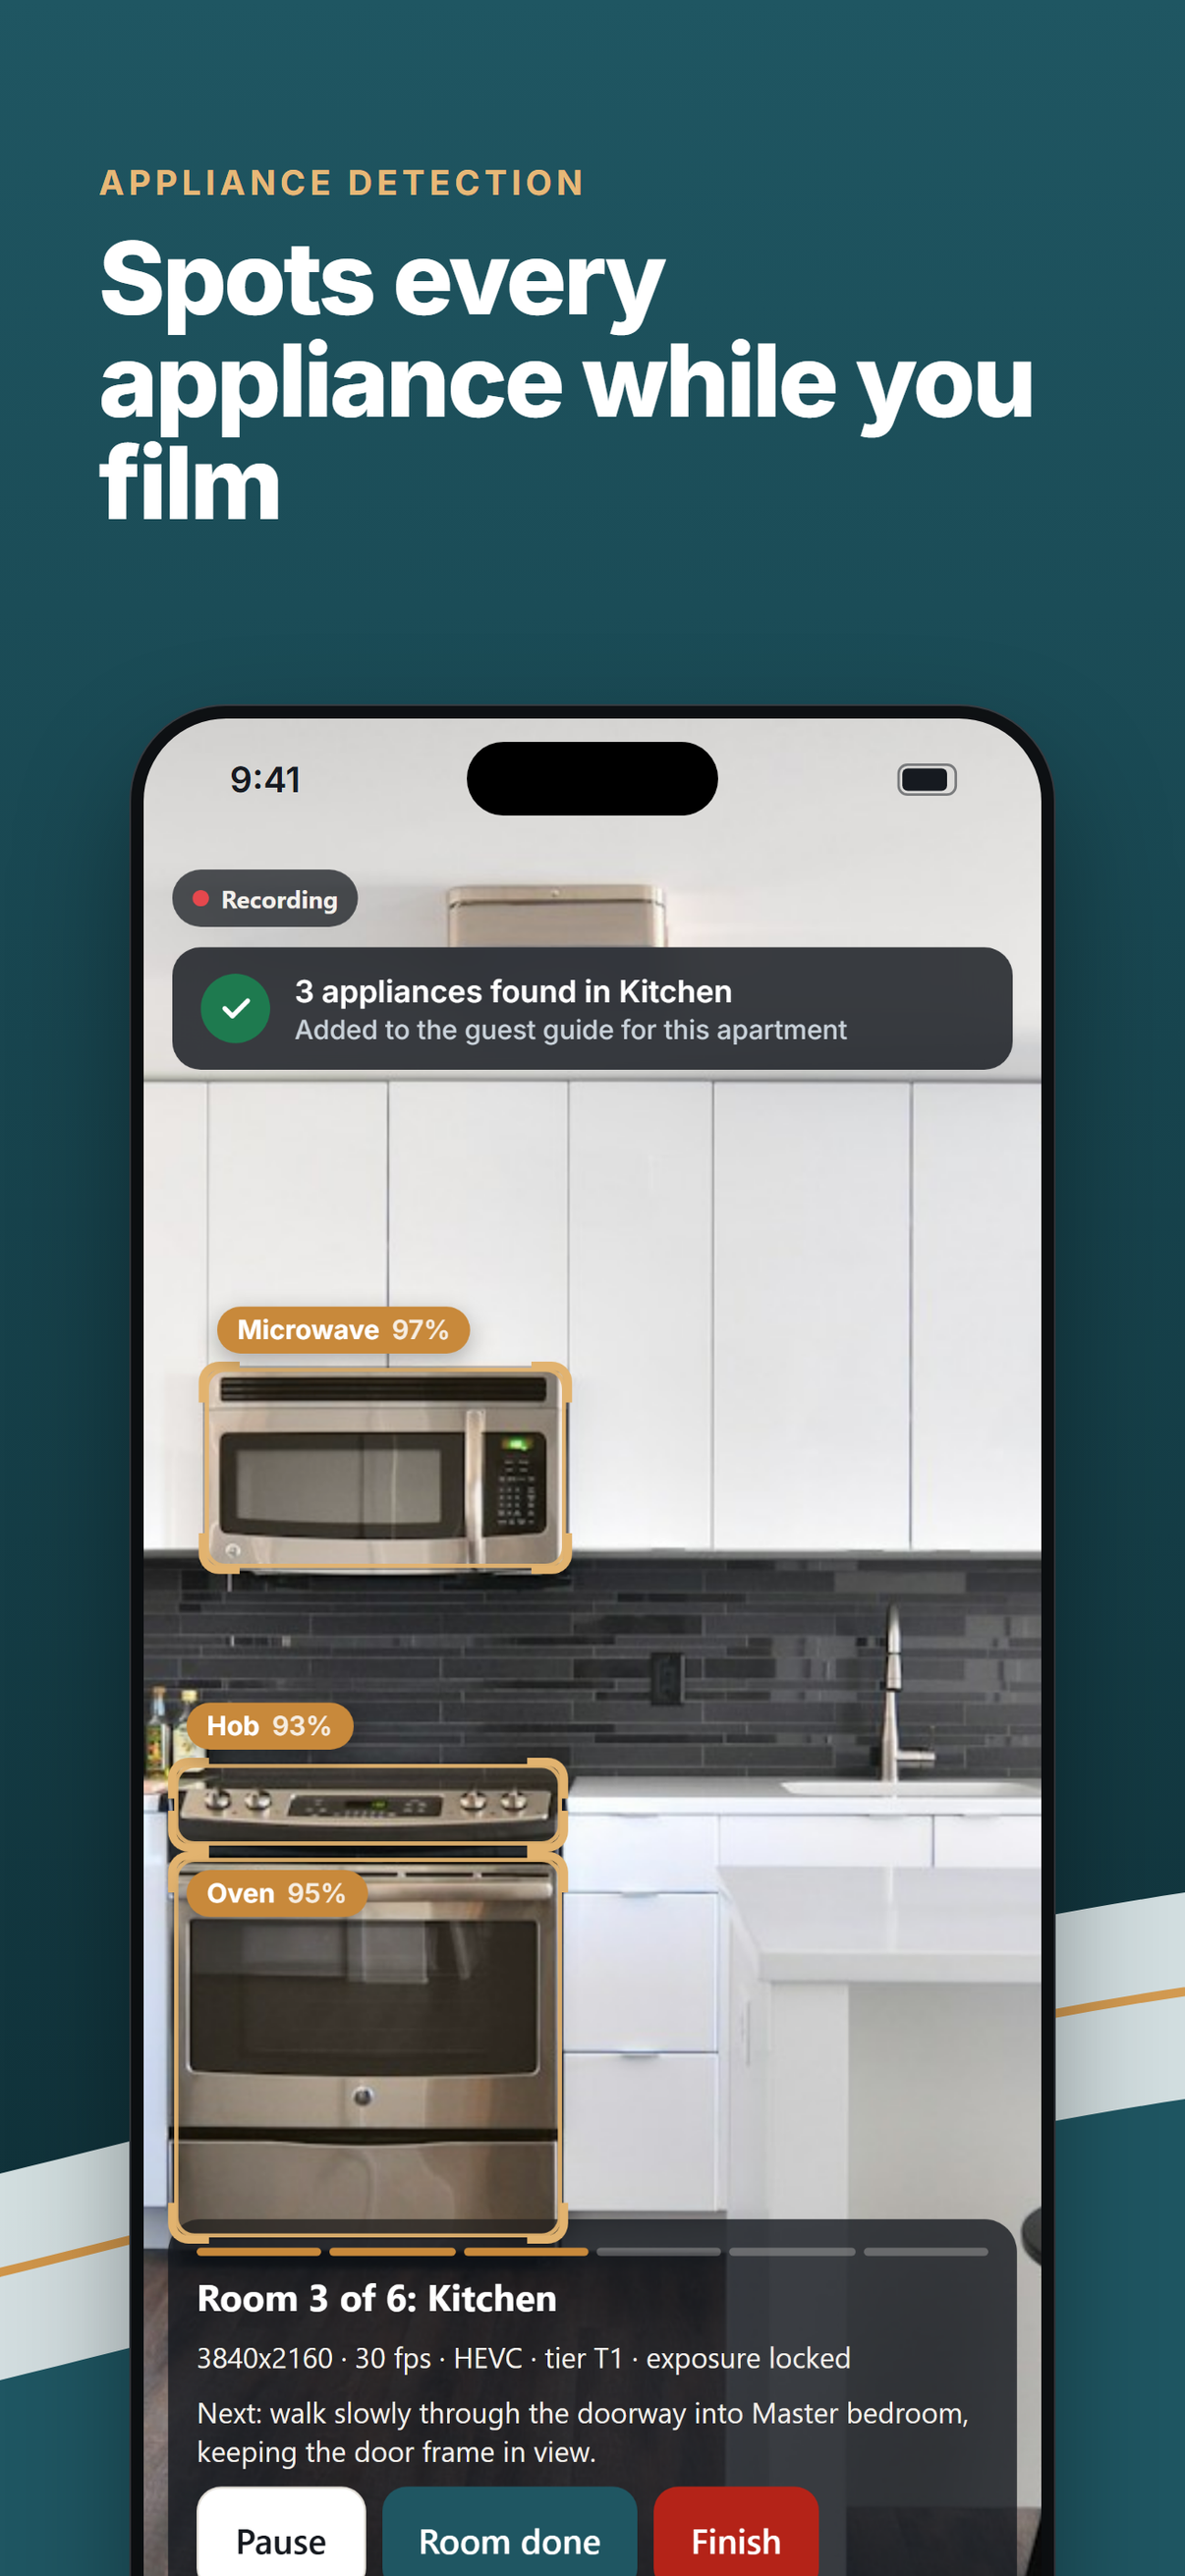 APPLIANCE DETECTION
Spots every
appliance while you
film
9:41
Recording
3 appliances found in Kitchen
Added to the guest guide for this apartment
Microwave 97%
Hob 93%
Oven 95%
Room 3 of 6: Kitchen
3840x2160 · 30 fps · HEVC · tier T1 · exposure locked
Next: walk slowly through the doorway into Master bedroom,
keeping the door frame in view.
Pause
Room done
Finish